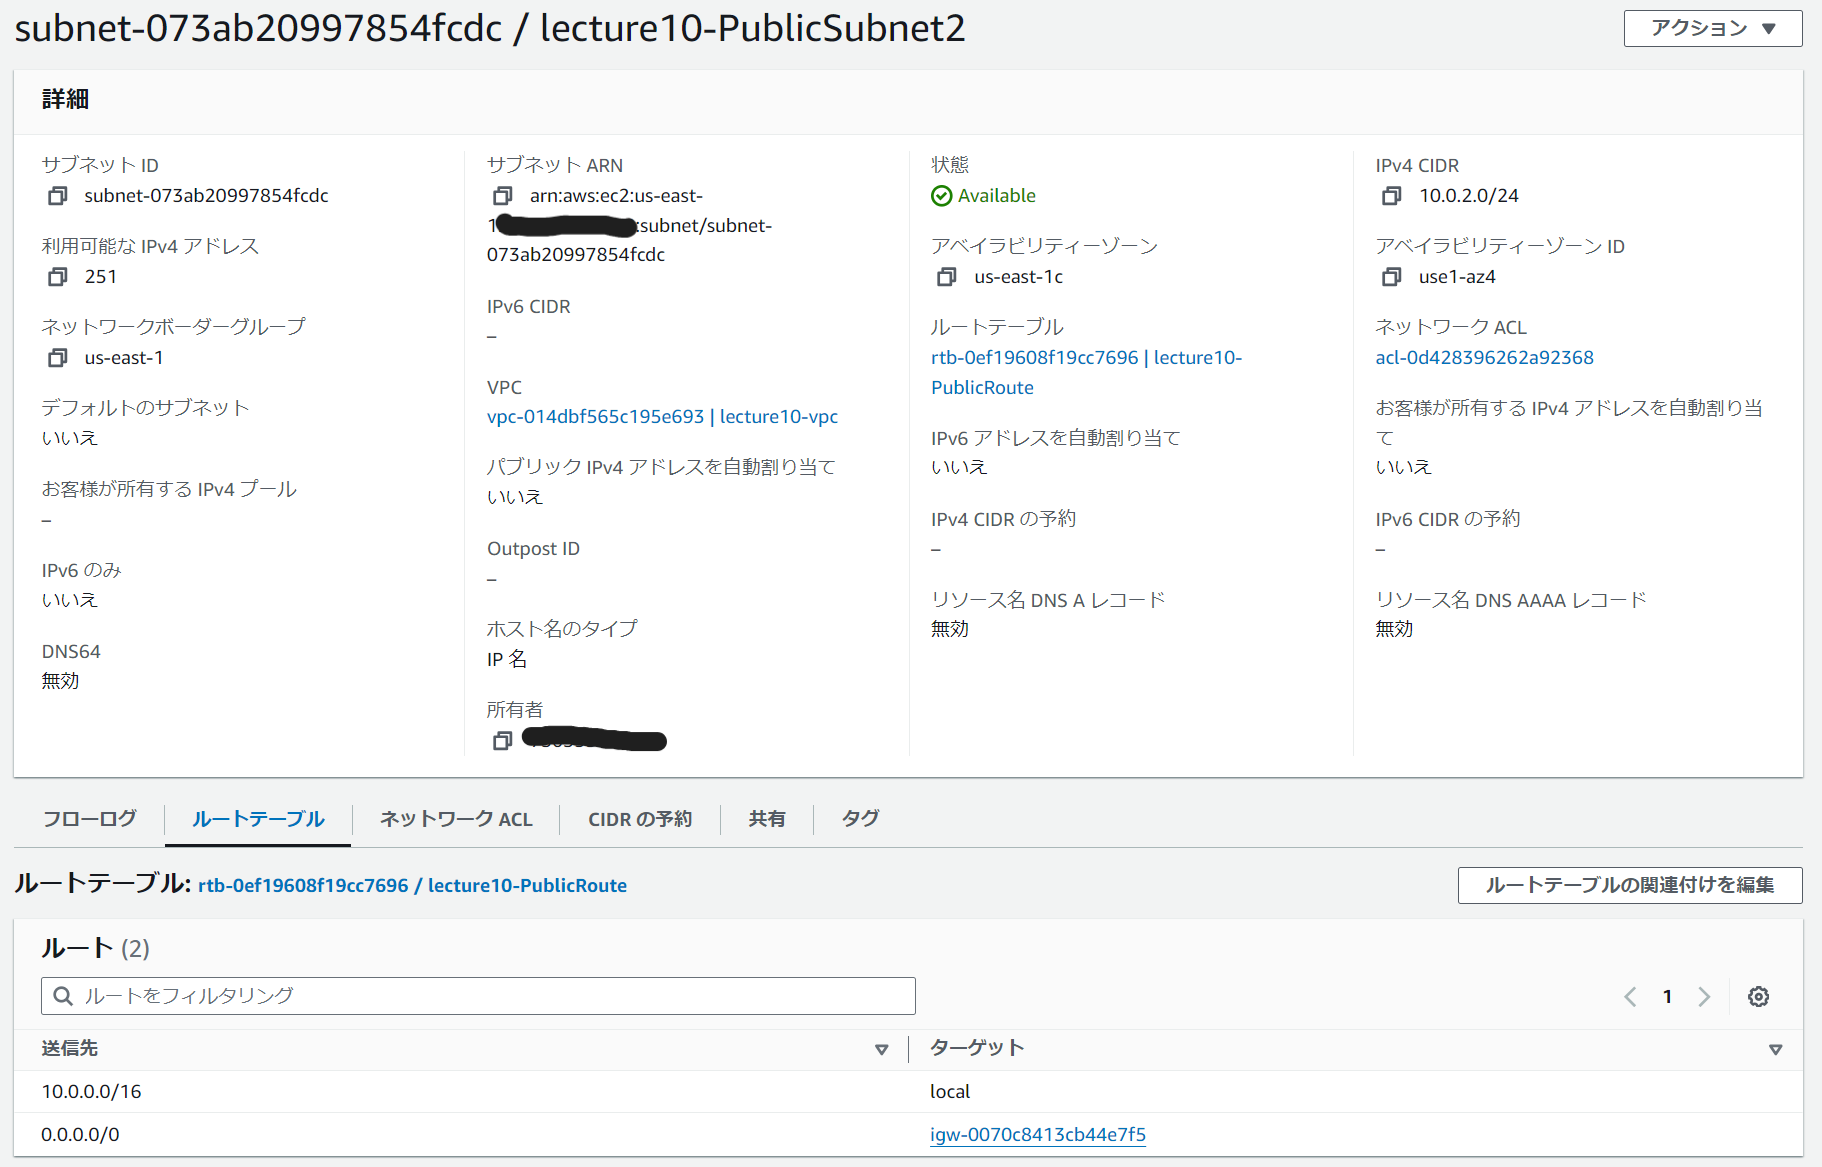 subnet-073ab20997854fcdc / lecture10-PublicSubnet2
アクション
詳細
サブネット ID
subnet-073ab20997854fcdc
利用可能な IPv4 アドレス
251
ネットワークボーダーグループ
us-east-1
デフォルトのサブネット
いいえ
お客様が所有する IPv4 プール
–
IPv6 のみ
いいえ
DNS64
無効
サブネット ARN
arn:aws:ec2:us-east-
1 :subnet/subnet-
073ab20997854fcdc
IPv6 CIDR
–
VPC
vpc-014dbf565c195e693 | lecture10-vpc
パブリック IPv4 アドレスを自動割り当て
いいえ
Outpost ID
–
ホスト名のタイプ
IP 名
所有者
状態
Available
アベイラビリティーゾーン
us-east-1c
ルートテーブル
rtb-0ef19608f19cc7696 | lecture10-
PublicRoute
IPv6 アドレスを自動割り当て
いいえ
IPv4 CIDR の予約
–
リソース名 DNS A レコード
無効
IPv4 CIDR
10.0.2.0/24
アベイラビリティーゾーン ID
use1-az4
ネットワーク ACL
acl-0d428396262a92368
お客様が所有する IPv4 アドレスを自動割り当
て
いいえ
IPv6 CIDR の予約
–
リソース名 DNS AAAA レコード
無効
フローログ
ルートテーブル
ネットワーク ACL
CIDR の予約
共有
タグ
ルートテーブル: rtb-0ef19608f19cc7696 / lecture10-PublicRoute
ルートテーブルの関連付けを編集
ルート (2)
ルートをフィルタリング
1
送信先 ターゲット
10.0.0.0/16 local
0.0.0.0/0 igw-0070c8413cb44e7f5